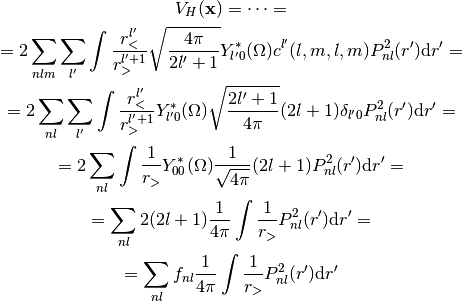 V_H(\mathbf{x}) = \cdots =
= 2 \sum_{nlm} \sum_{l'} \int \frac{r_<^{l'}}{r_>^{l'+1}} \sqrt{\frac{4\pi}{2l'+1}} Y_{l'0}^*(\Omega) c^{l'}(l, m, l, m) P_{nl}^2(r') \mathrm{d}r' =
= 2 \sum_{nl} \sum_{l'} \int \frac{r_<^{l'}}{r_>^{l'+1}} Y_{l'0}^*(\Omega) \sqrt{\frac{2l'+1}{4\pi}} (2l+1) \delta_{l'0} P_{nl}^2(r') \mathrm{d}r' =
= 2 \sum_{nl} \int \frac{1}{r_>} Y_{00}^*(\Omega) \frac{1}{\sqrt{4\pi}} (2l+1) P_{nl}^2(r') \mathrm{d}r' =
= \sum_{nl} 2(2l+1) \frac{1}{4\pi} \int \frac{1}{r_>} P_{nl}^2(r') \mathrm{d}r' =
= \sum_{nl} f_{nl} \frac{1}{4\pi} \int \frac{1}{r_>} P_{nl}^2(r') \mathrm{d}r'